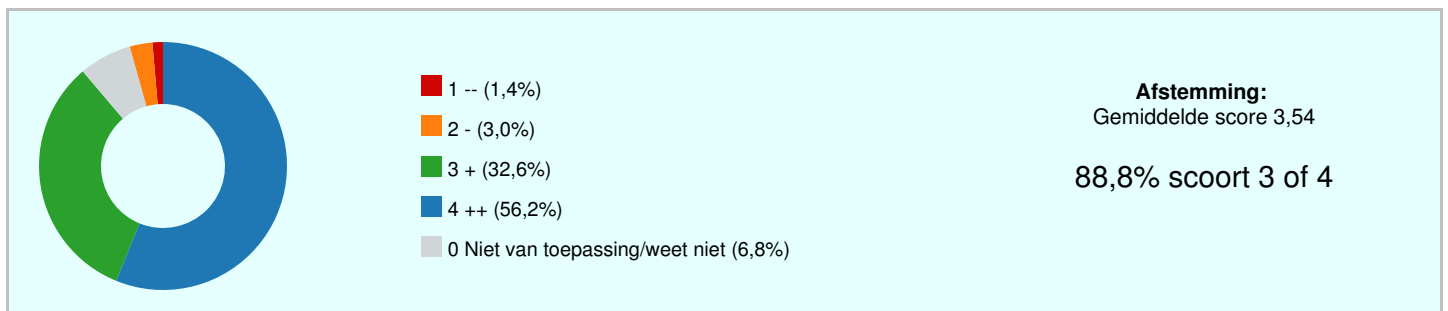 1 -- (1,4%)
2 - (3,0%)
3 + (32,6%)
4 ++ (56,2%)
0 Niet van toepassing/weet niet (6,8%)
Afstemming:
Gemiddelde score 3,54
88,8% scoort 3 of 4